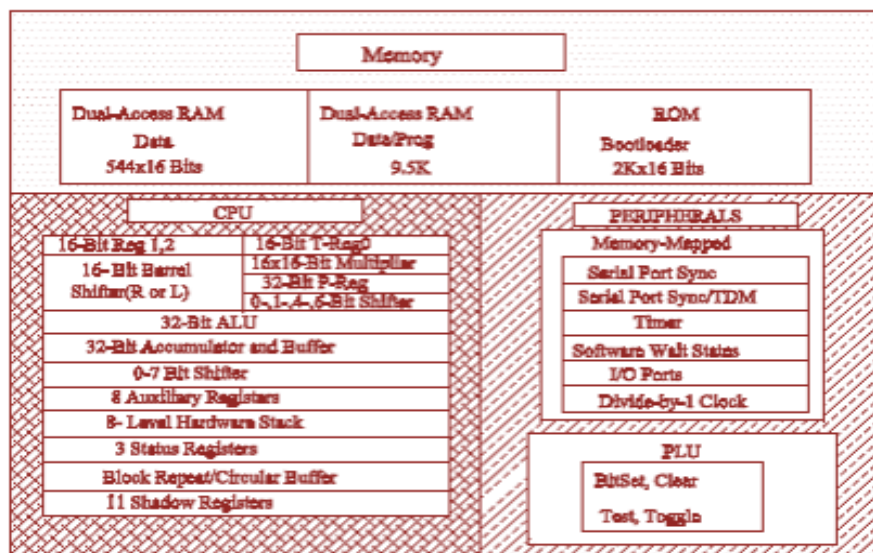 Memory
Dual-Access RAM
Data
544x16 Bits
Dual-Access RAM
Data/Prog
9.5K
ROM
Bootloader
2Kx16 Bits
CPU
16-Bit Reg 1,2
16- Bit Barrel
Shifter(R or L)
16-Bit T-Reg0
16x16-Bit Multiplier
32-Bit P-Reg
0-,1-,4-,6-Bit Shifter
32-Bit ALU
32-Bit Accumulator and Buffer
0-7 Bit Shifter
8 Auxiliary Registers
8- Level Hardware Stack
3 Status Registers
Block Repeat/Circular Buffer
11 Shadow Registers
PERIPHERALS
Memory-Mapped
Serial Port Sync
Serial Port Sync/TDM
Timer
Software Wait States
I/O Ports
Divide-by-1 Clock
PLU
BitSet, Clear
Test, Toggle